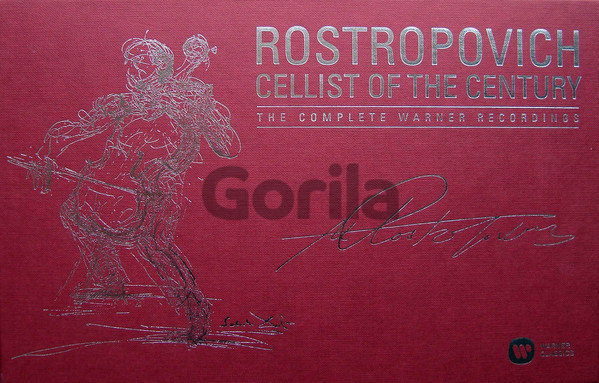 ROSTROPOVICH
CELLIST OF THE CENTURY
THE COMPLETE WARNER RECORDINGS
Gorila
WARNER
CLASSICS